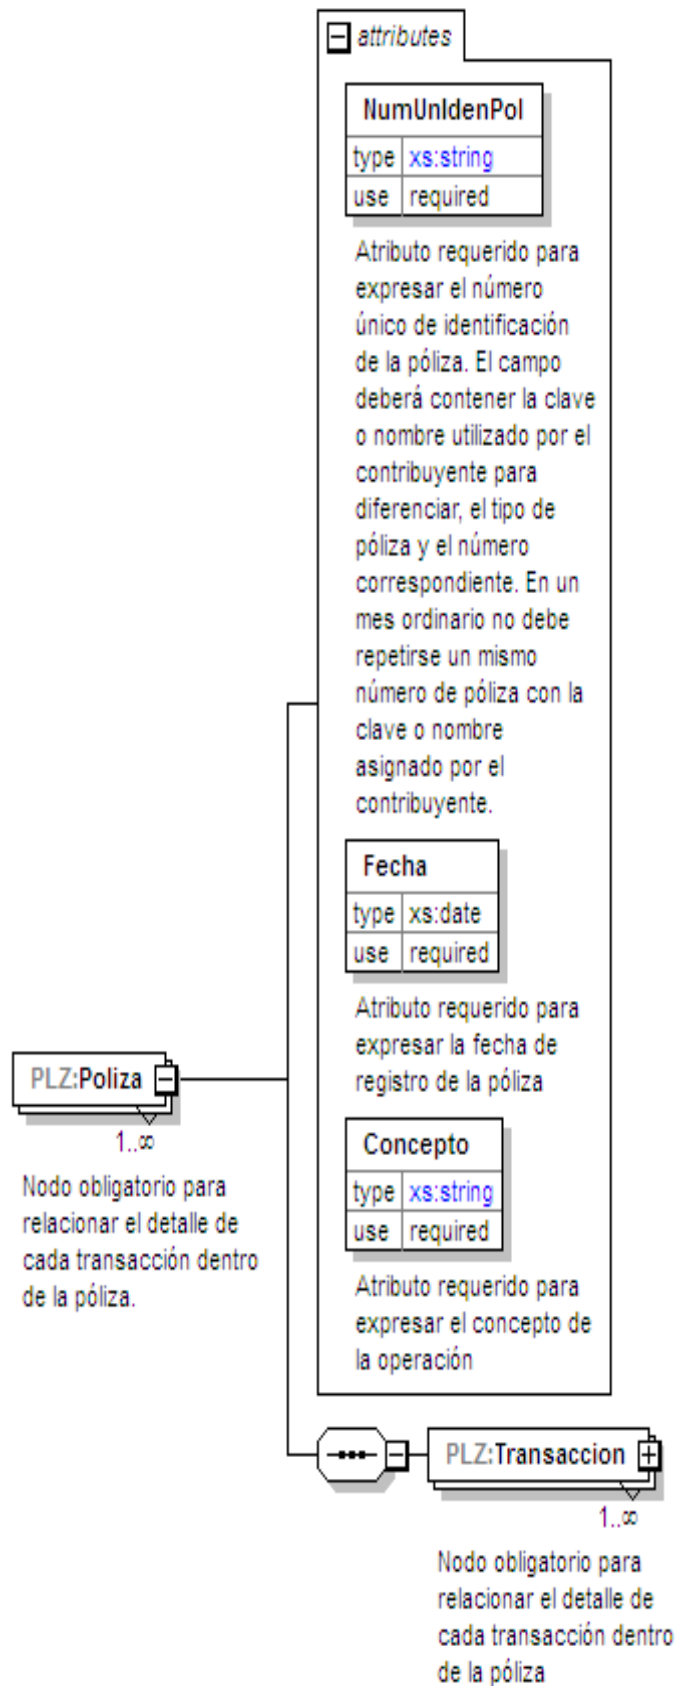 attributes
NumUnIdenPol
type xs:string
use required
Atributo requerido para
expresar el número
único de identificación
de la póliza. El campo
deberá contener la clave
o nombre utilizado por el
contribuyente para
diferenciar, el tipo de
póliza y el número
correspondiente. En un
mes ordinario no debe
repetirse un mismo
número de póliza con la
clave o nombre
asignado por el
contribuyente.
Fecha
type xs:date
use required
Atributo requerido para
expresar la fecha de
registro de la póliza
PLZ:Poliza
1..∞
Nodo obligatorio para
relacionar el detalle de
cada transacción dentro
de la póliza.
Concepto
type xs:string
use required
Atributo requerido para
expresar el concepto de
la operación
PLZ:Transaccion
1..∞
Nodo obligatorio para
relacionar el detalle de
cada transacción dentro
de la póliza